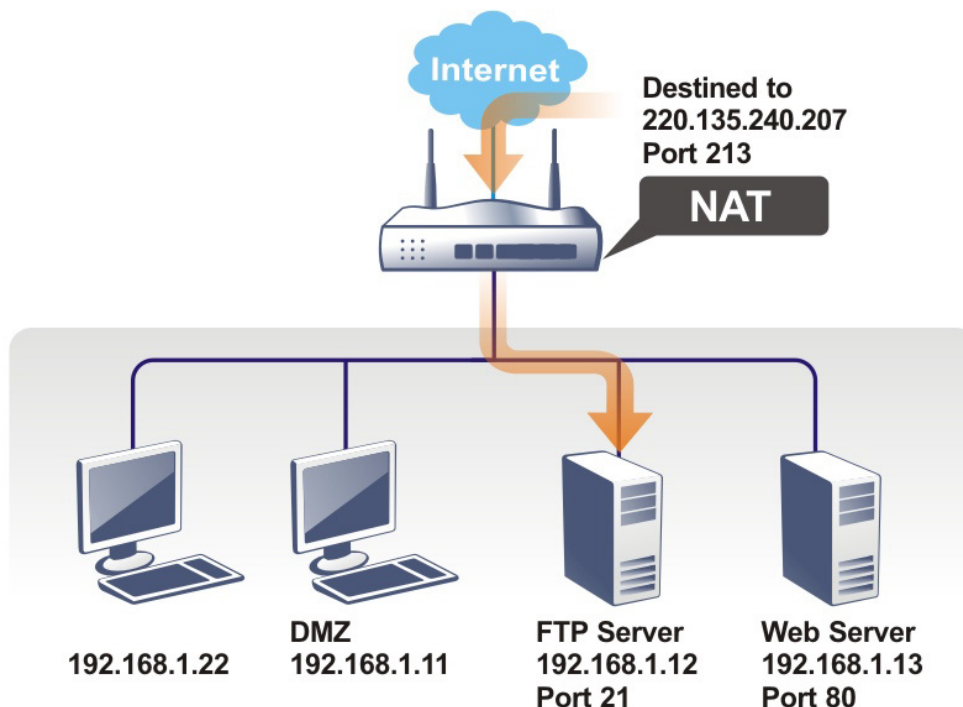 Internet
Destined to
220.135.240.207
Port 213
NAT
192.168.1.22
DMZ
192.168.1.11
FTP Server
192.168.1.12
Port 21
Web Server
192.168.1.13
Port 80